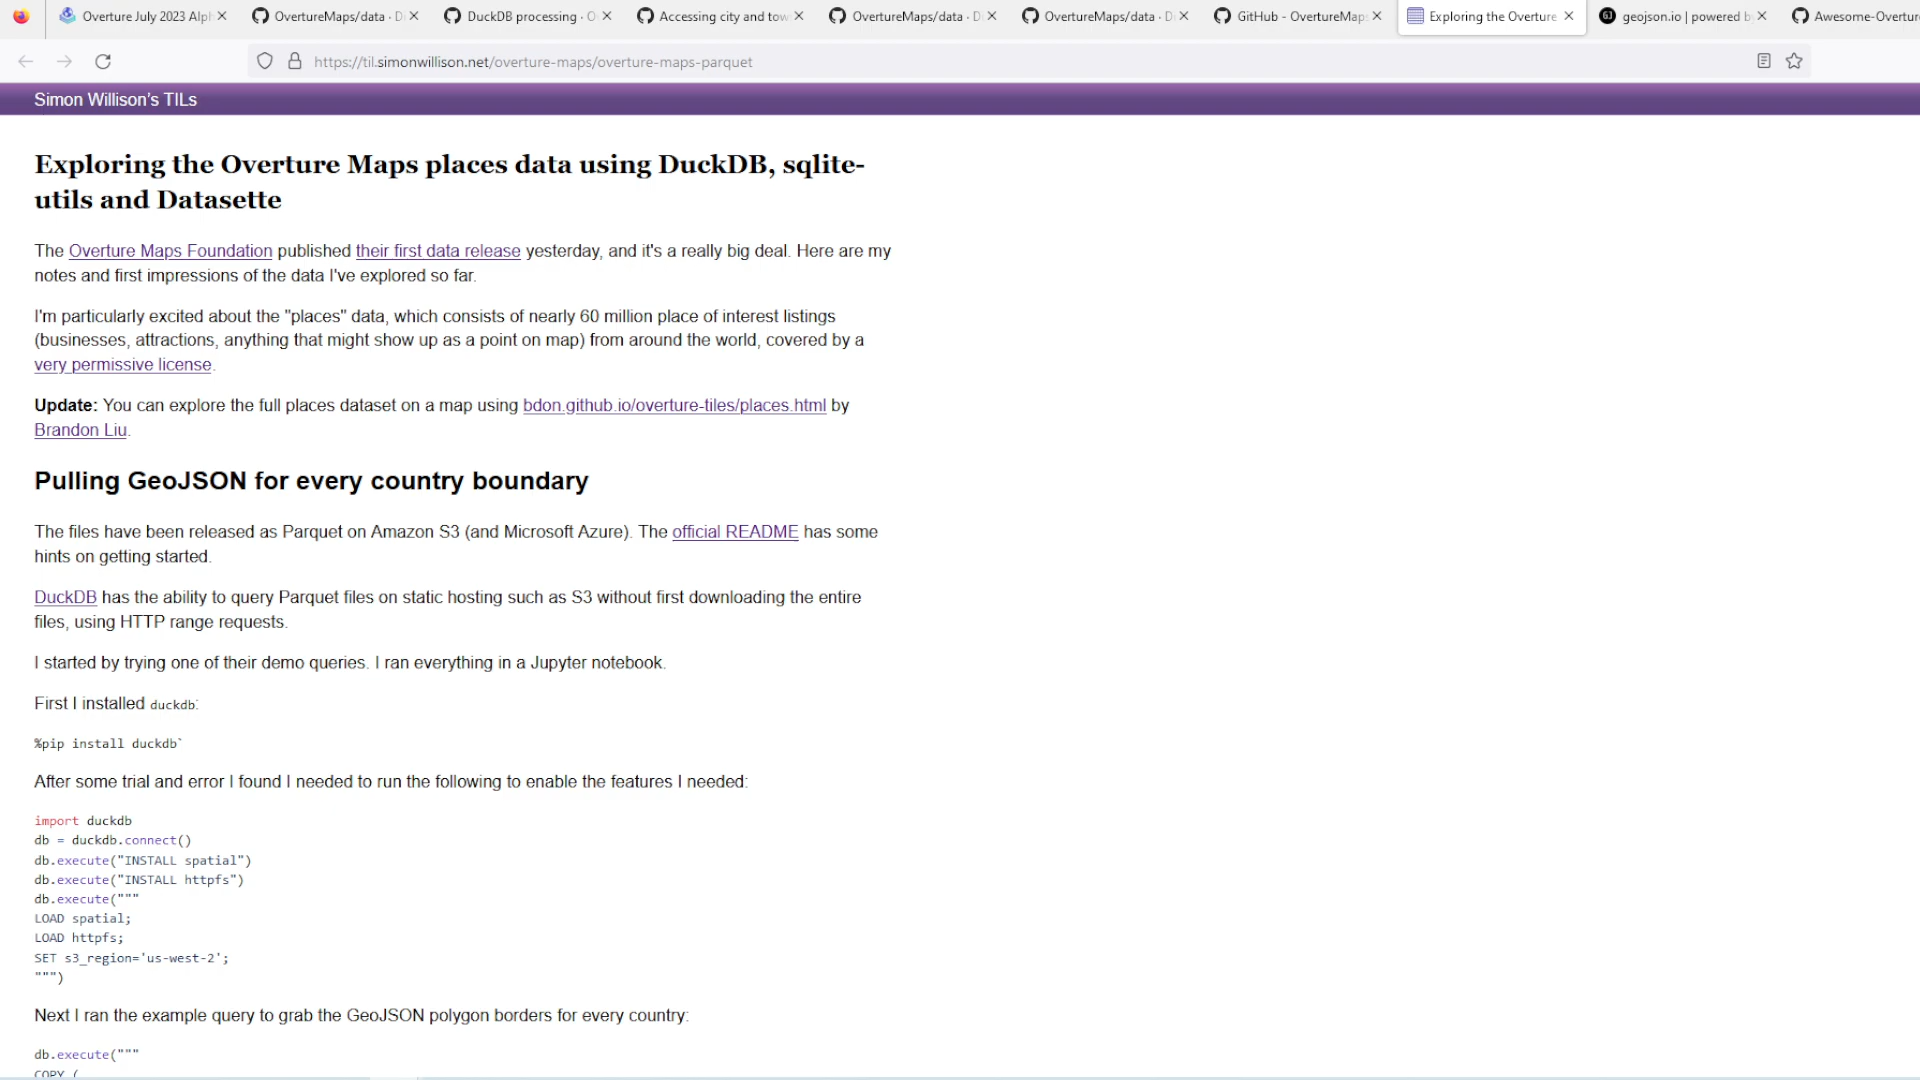 Overture July 2023 Alph
OvertureMaps/data · D
DuckDB processing · O
Accessing city and tow
OvertureMaps/data · D
OvertureMaps/data · D
GitHub - OvertureMap
Exploring the Overture
geojson.io | powered b
Awesome-Overture
https://til.simonwillison.net/overture-maps/overture-maps-parquet
Simon Willison's TILs
Exploring the Overture Maps places data using DuckDB, sqlite-
utils and Datasette
The Overture Maps Foundation published their first data release yesterday, and it's a really big deal. Here are my
notes and first impressions of the data I've explored so far.
I'm particularly excited about the "places" data, which consists of nearly 60 million place of interest listings
(businesses, attractions, anything that might show up as a point on map) from around the world, covered by a
very permissive license.
Update: You can explore the full places dataset on a map using bdon.github.io/overture-tiles/places.html by
Brandon Liu.
Pulling GeoJSON for every country boundary
The files have been released as Parquet on Amazon S3 (and Microsoft Azure). The official README has some
hints on getting started.
DuckDB has the ability to query Parquet files on static hosting such as S3 without first downloading the entire
files, using HTTP range requests.
I started by trying one of their demo queries. I ran everything in a Jupyter notebook.
First I installed duckdb:
%pip install duckdb`
After some trial and error I found I needed to run the following to enable the features I needed:
import duckdb
db = duckdb.connect()
db.execute("INSTALL spatial")
db.execute("INSTALL httpfs")
db.execute("""
LOAD spatial;
LOAD httpfs;
SET s3_region='us-west-2';
""")
Next I ran the example query to grab the GeoJSON polygon borders for every country:
db.execute("""
COPY (